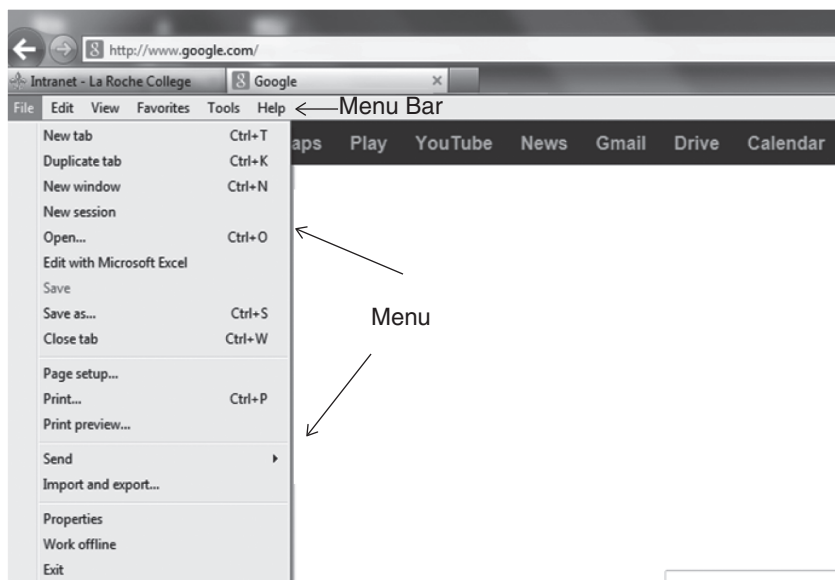 http://www.google.com/
Intranet - La Roche College
Google
File Edit View Favorites Tools Help Menu Bar
aps Play YouTube News Gmail Drive Calendar
New tab Ctrl+T
Duplicate tab Ctrl+K
New window Ctrl+N
New session
Open... Ctrl+O
Edit with Microsoft Excel
Save
Save as... Ctrl+S
Close tab Ctrl+W
Page setup...
Print... Ctrl+P
Print preview...
Send
Import and export...
Properties
Work offline
Exit
Menu